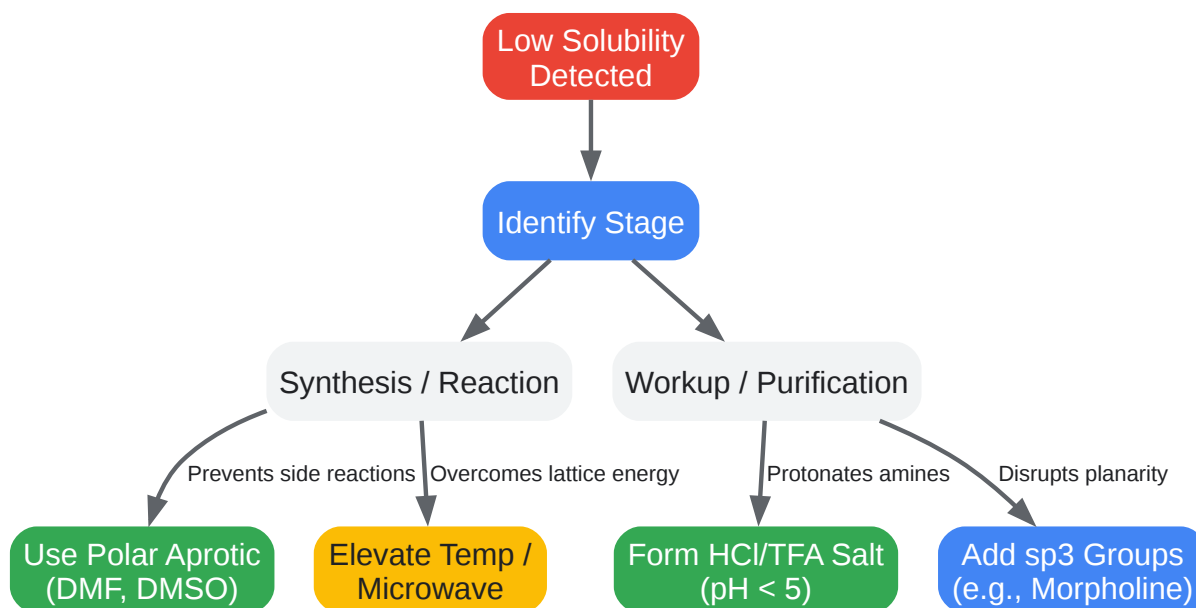 Low Solubility
Detected
Identify Stage
Synthesis / Reaction
Workup / Purification
Prevents side reactions
Overcomes lattice energy
Protonates amines
Disrupts planarity
Use Polar Aprotic
(DMF, DMSO)
Elevate Temp /
Microwave
Form HCl/TFA Salt
(pH < 5)
Add sp3 Groups
(e.g., Morpholine)